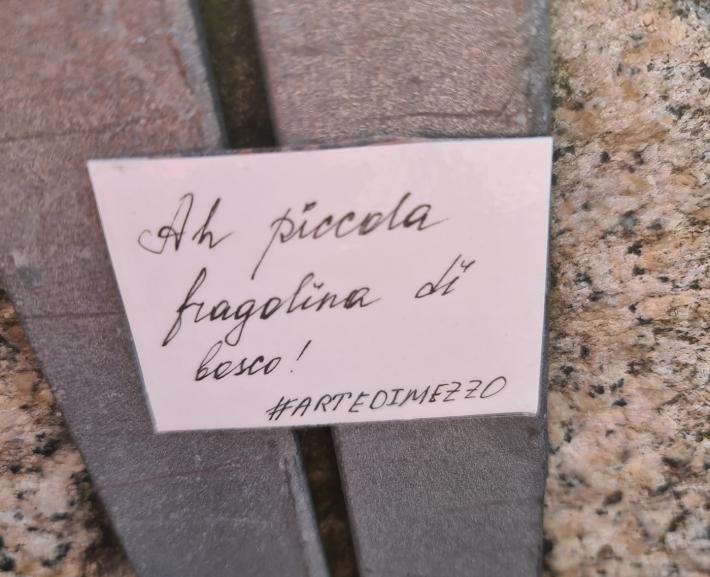 Ah piccola
fragolina di
bosco!
#ARTEDIMEZZO